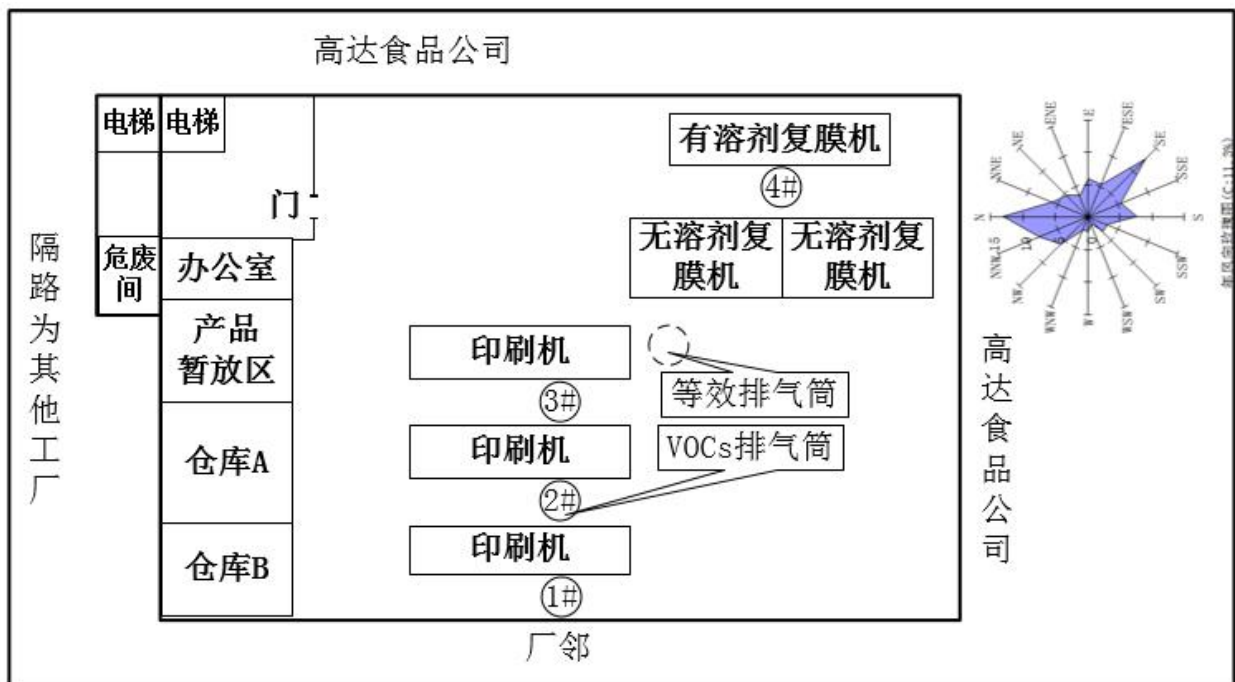 高达食品公司
电梯
电梯
有溶剂复膜机
4#
门
无溶剂复
膜机
无溶剂复
膜机
危废
间
办公室
隔路为其他工厂
产品
暂放区
印刷机
3#
等效排气筒
仓库A
印刷机
2#
VOCs排气筒
仓库B
印刷机
1#
厂邻
高达食品公司
N
NNE
NE
ENE
E
ESE
SE
SSE
S
SSW
SW
WSW
W
WNW
NW
NNW
15
10
5
0